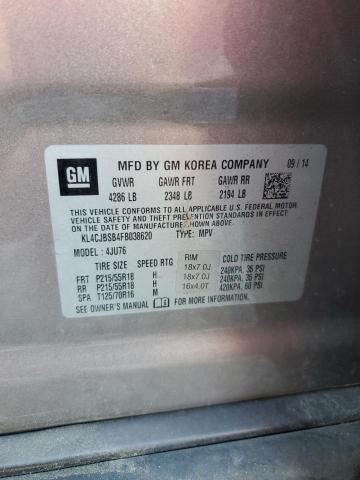 GM
MFD BY GM KOREA COMPANY 09 / 14
GVWR GAWR FRT GAWR RR
4286 LB 2348 LB 2194 LB
THIS VEHICLE CONFORMS TO ALL APPLICABLE U.S. FEDERAL MOTOR
VEHICLE SAFETY AND THEFT PREVENTION STANDARDS IN EFFECT ON THE
DATE OF MANUFACTURE SHOWN ABOVE.
KL4CJBSB4FB038620 TYPE: MPV
MODEL : 4JU76
TIRE SIZE SPEED RTG RIM COLD TIRE PRESSURE
FRT P215/55R18 H 18x7.0J 240KPA, 35 PSI
RR P215/55R18 H 18x7.0J 240KPA, 35 PSI
SPA T125/70R16 M 16x4.0T 420KPA, 60 PSI
SEE OWNER'S MANUAL FOR ADDITIONAL INFORMATION